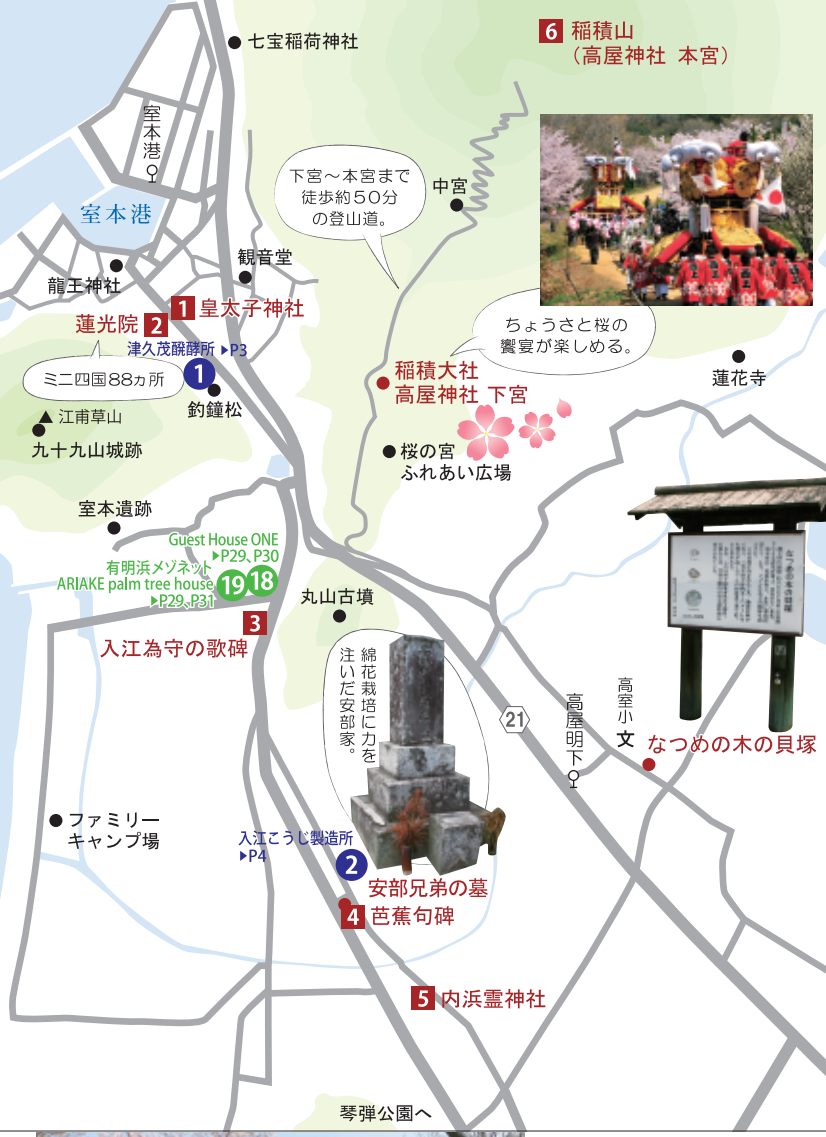 七宝稲荷神社
6 稲積山
（高屋神社 本宮）
室本港
室本港
下宮〜本宮まで
徒歩約50分
の登山道。
中宮
観音堂
龍王神社
1 皇太子神社
蓮光院 2
津久茂醗酵所 ▶P3
1
ミニ四国88ヵ所
釣鐘松
▲ 江甫草山
九十九山城跡
ちょうさと桜の
饗宴が楽しめる。
稲積大社
高屋神社 下宮
蓮花寺
桜の宮
ふれあい広場
室本遺跡
Guest House ONE
▶P29、P30
有明浜メゾネット
ARIAKE palm tree house
▶P29、P31
19 18
なつめの木の貝塚
丸山古墳
3
入江為守の歌碑
綿花栽培に力を
注いだ安部家。
21
高屋明下
高室小
文
なつめの木の貝塚
ファミリー
キャンプ場
入江こうじ製造所
▶P4
2
安部兄弟の墓
4 芭蕉句碑
5 内浜霊神社
琴弾公園へ